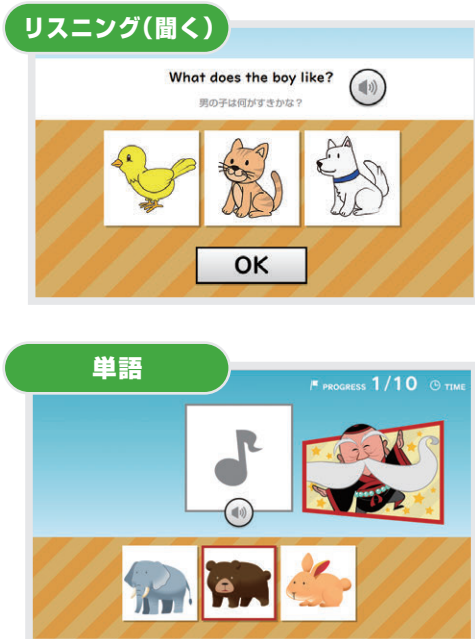 リスニング(聞く)
What does the boy like?
男の子は何がすきかな?
OK
単語
PROGRESS 1/10 TIME